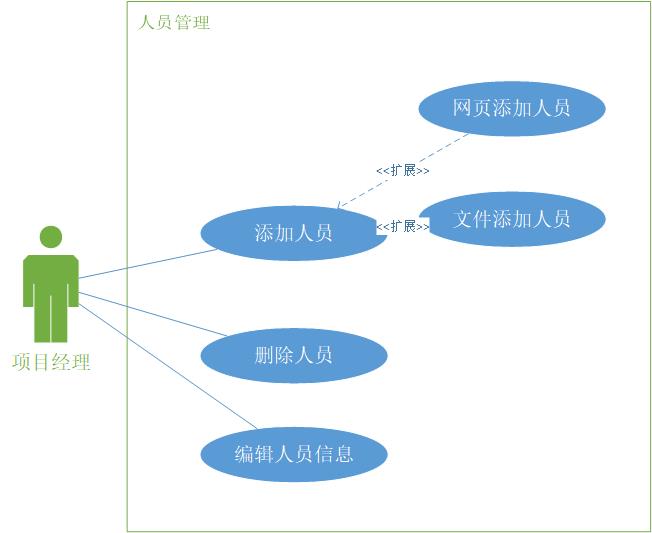 人员管理
网页添加人员
<<扩展>>
添加人员
<<扩展>>
文件添加人员
项目经理
删除人员
编辑人员信息